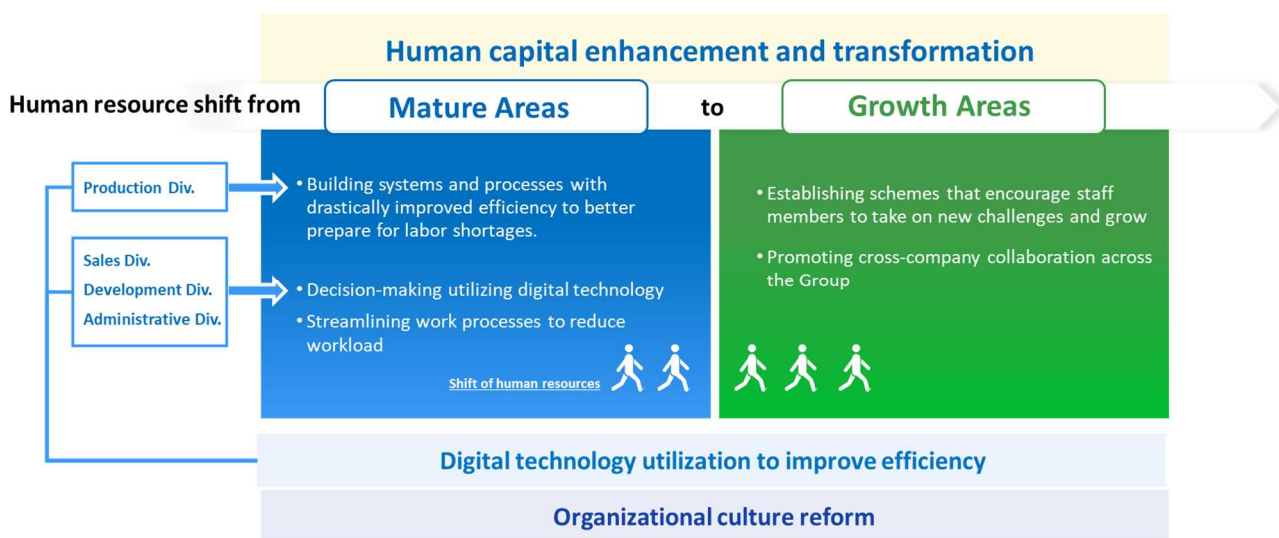 Human capital enhancement and transformation
Human resource shift from
Mature Areas
to
Growth Areas
Production Div.
Sales Div.
Development Div.
Administrative Div.
• Building systems and processes with
drastically improved efficiency to better
prepare for labor shortages.
• Decision-making utilizing digital technology
• Streamlining work processes to reduce
workload
Shift of human resources
• Establishing schemes that encourage staff
members to take on new challenges and grow
• Promoting cross-company collaboration across
the Group
Digital technology utilization to improve efficiency
Organizational culture reform